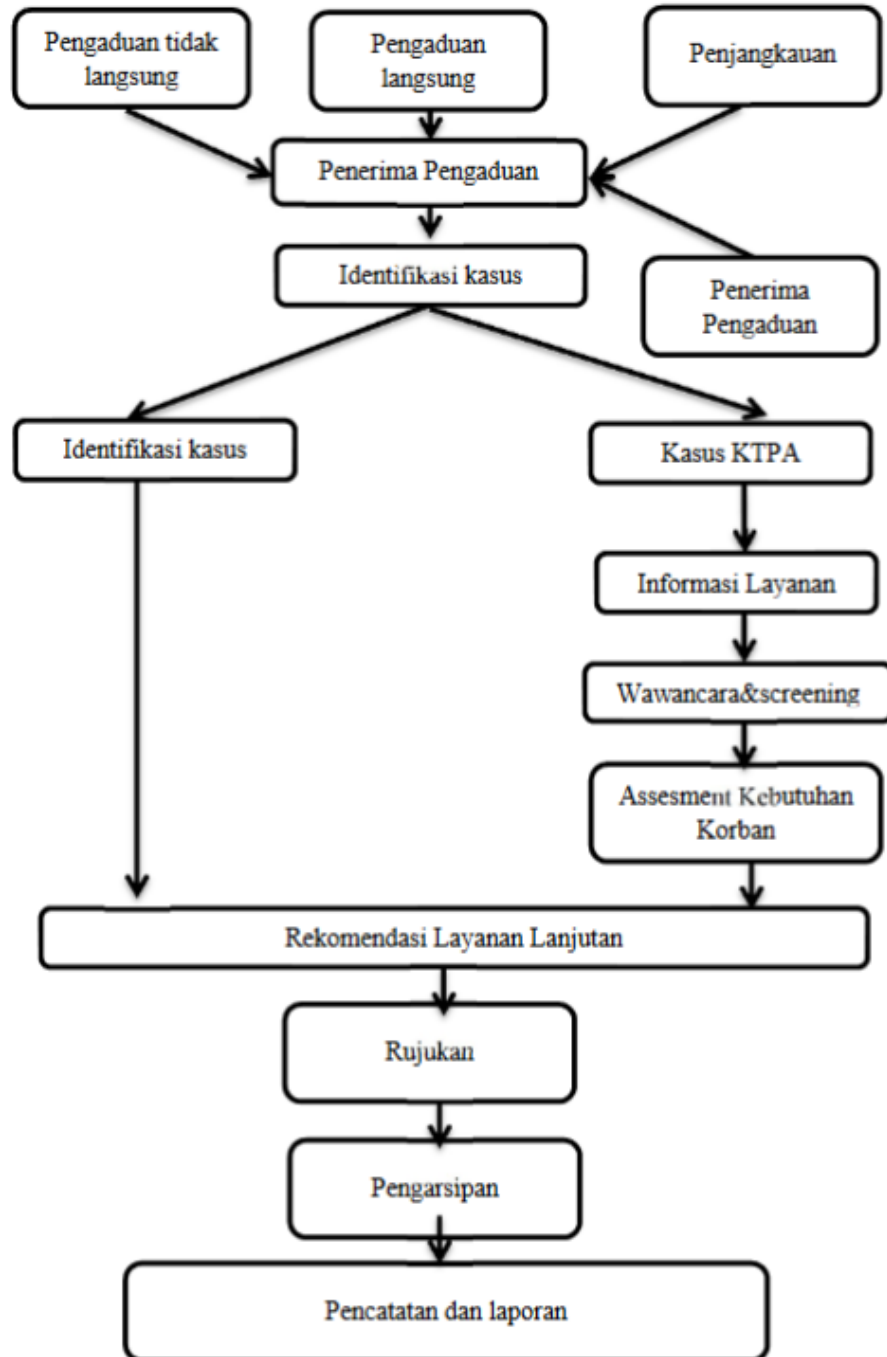 Pengaduan tidak
langsung
Pengaduan
langsung
Penjangkauan
Penerima Pengaduan
Identifikasi kasus
Penerima
Pengaduan
Identifikasi kasus
Kasus KTPA
Informasi Layanan
Wawancara&screening
Assesment Kebutuhan
Korban
Rekomendasi Layanan Lanjutan
Rujukan
Pengarsipan
Pencatatan dan laporan